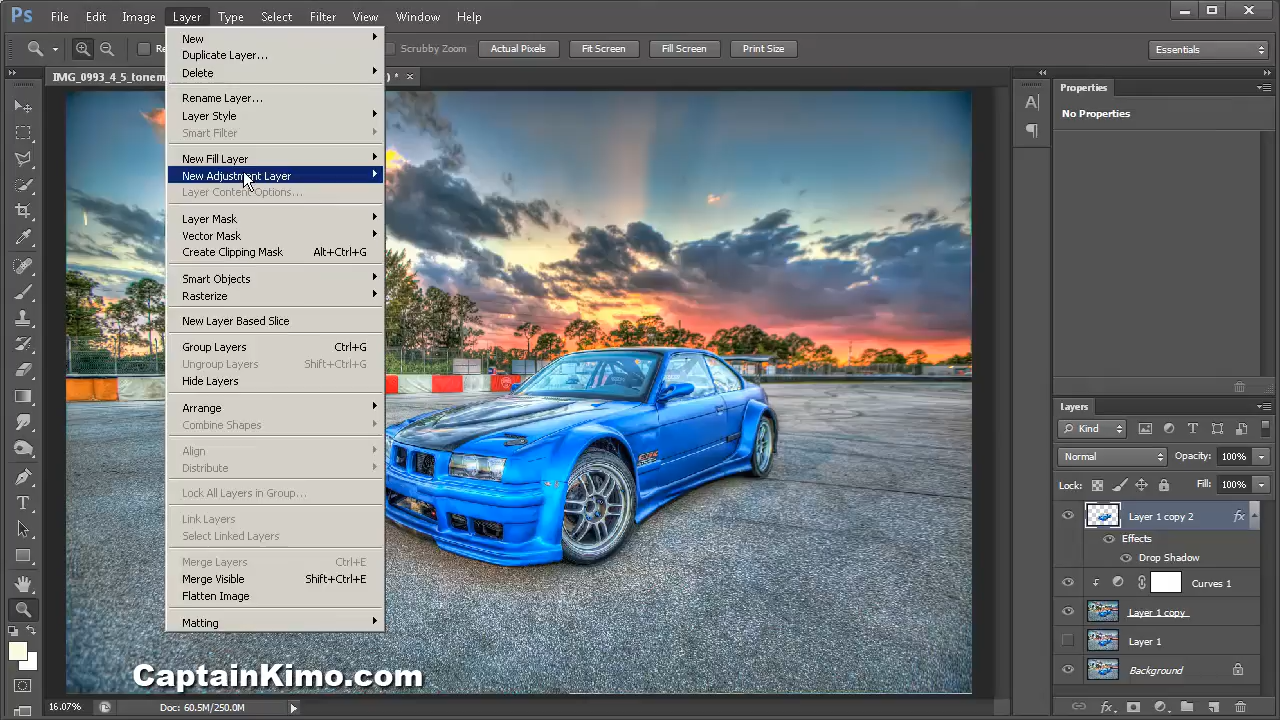 Ps File Edit Image Layer Type Select Filter View Window Help
Scrubby Zoom Actual Pixels Fit Screen Fill Screen Print Size Essentials
IMG_0993_4_5_tonem ) * ×
New
Duplicate Layer...
Delete
Rename Layer...
Layer Style
Smart Filter
New Fill Layer
New Adjustment Layer
Layer Content Options...
Layer Mask
Vector Mask
Create Clipping Mask Alt+Ctrl+G
Smart Objects
Rasterize
New Layer Based Slice
Group Layers Ctrl+G
Ungroup Layers Shift+Ctrl+G
Hide Layers
Arrange
Combine Shapes
Align
Distribute
Lock All Layers in Group...
Link Layers
Select Linked Layers
Merge Layers Ctrl+E
Merge Visible Shift+Ctrl+E
Flatten Image
Matting
Properties
No Properties
Layers
Kind
Normal Opacity: 100%
Lock: Fill: 100%
Layer 1 copy 2 fx
Effects
Drop Shadow
Curves 1
Layer 1 copy
Layer 1
Background
CaptainKimo.com
16.07% Doc: 60.5M/250.0M